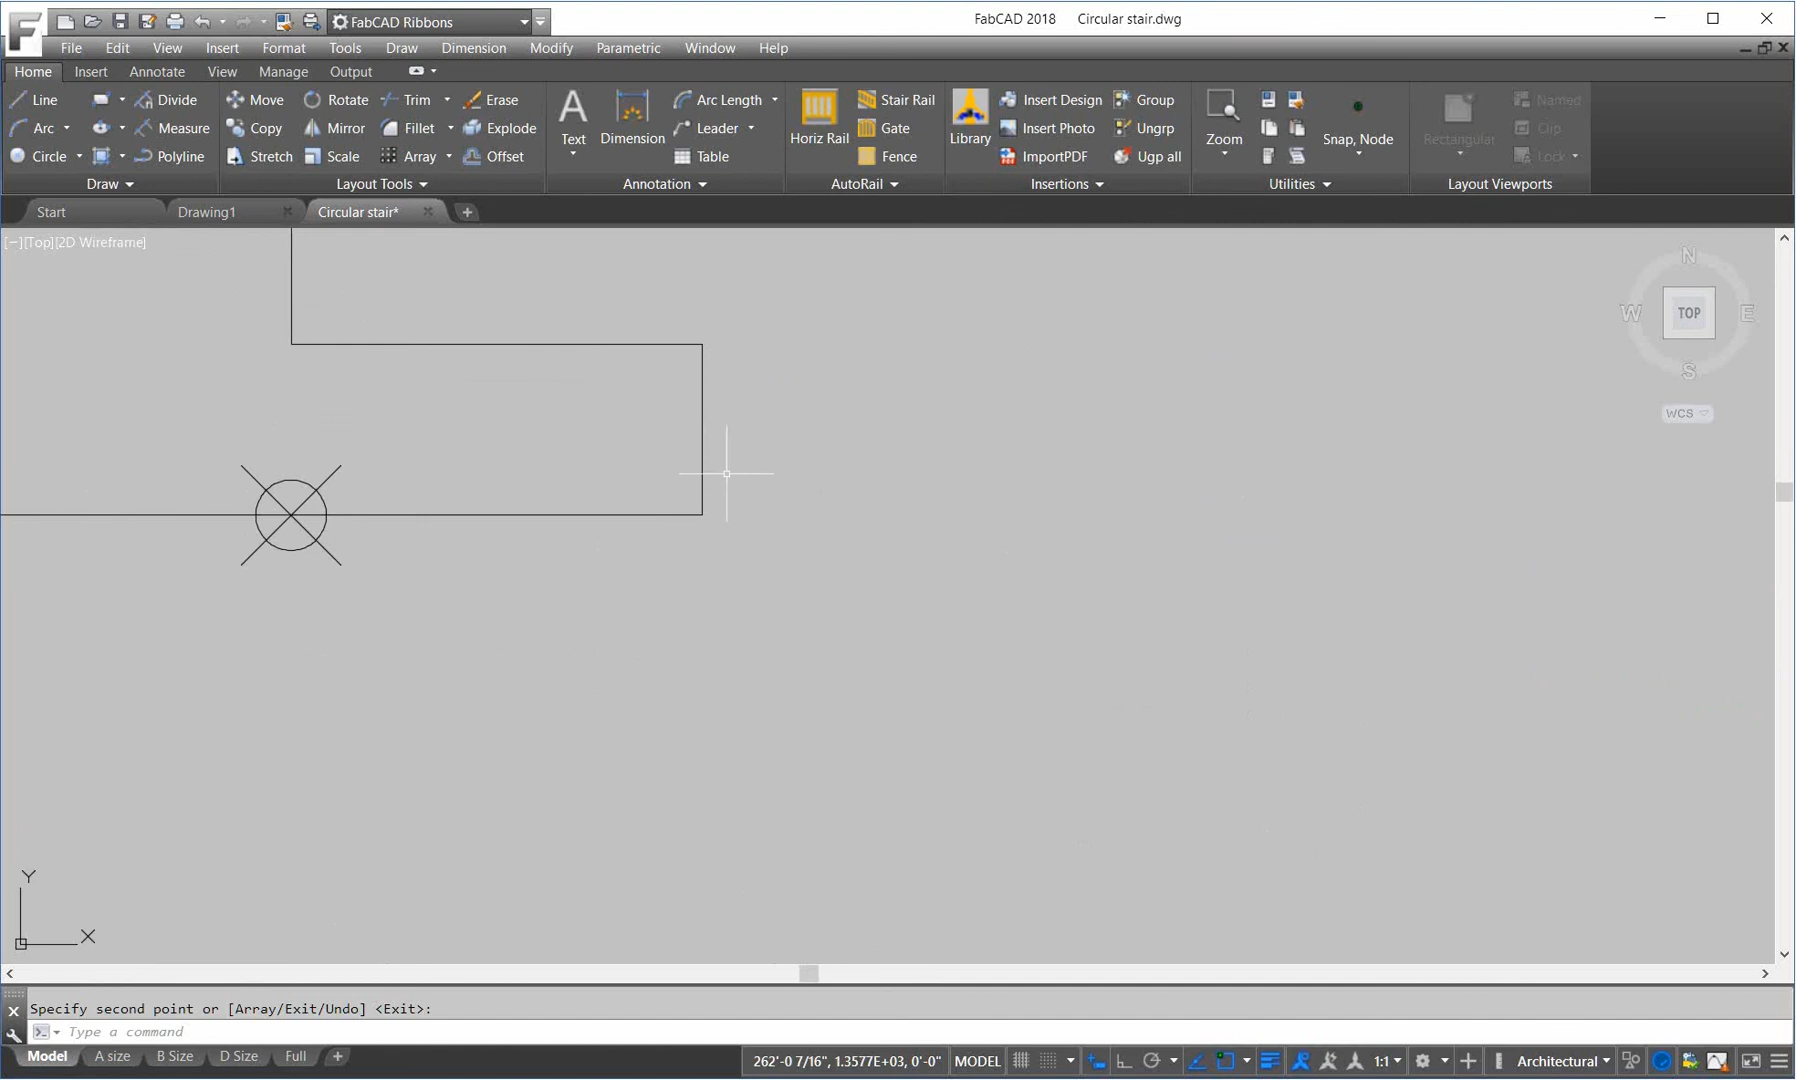 FabCAD Ribbons
FabCAD 2018 Circular stair.dwg
File Edit View Insert Format Tools Draw Dimension Modify Parametric Window Help
Home Insert Annotate View Manage Output
Line Divide Move Rotate Trim Erase Arc Length Stair Rail Insert Design Group Named
Arc Measure Copy Mirror Fillet Explode Text Dimension Leader Horiz Rail Gate Library Insert Photo Ungrp Zoom Snap, Node Rectangular Clip
Circle Polyline Stretch Scale Array Offset Table Fence ImportPDF Ugp all Lock
Draw Layout Tools Annotation AutoRail Insertions Utilities Layout Viewports
Start Drawing1 Circular stair*
[−][Top][2D Wireframe]
N
W TOP E
S
WCS
Y
X
Specify second point or [Array/Exit/Undo] <Exit>:
Type a command
Model A size B Size D Size Full
262'-0 7/16", 1.3577E+03, 0'-0" MODEL 1:1 Architectural